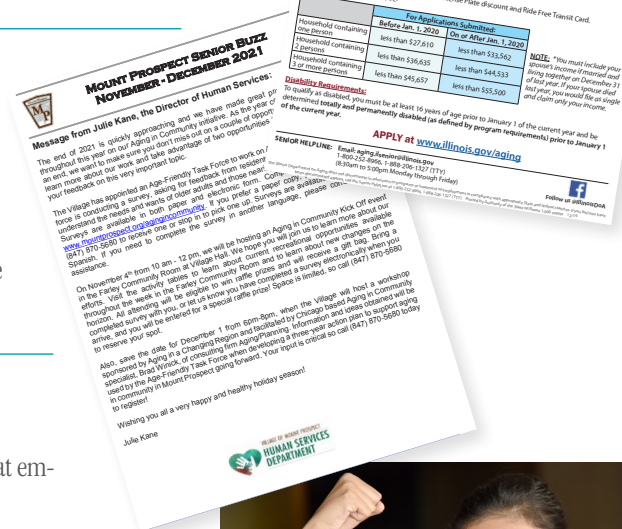 MOUNT PROSPECT SENIOR BUZZ
NOVEMBER - DECEMBER 2021
MP
Message from Julie Kane, the Director of Human Services:
The end of 2021 is quickly approaching and we have made great
throughout this year on our Aging in Community initiative. As the year
an end, we want to make sure you don't miss out on a couple of
learn more about our work and take advantage of two opportunities
your feedback on this very important topic.
The Village has appointed an Age-Friendly Task Force to work on
force is conducting a survey, asking for feedback from
understand the needs and wants of older adults and those
Surveys are available in both paper and electronic form.
www.mountprospect.org/agingincommunity. If you prefer a paper
(847) 870-5680 to receive one or stop in to pick one up. Surveys are
Spanish. If you need to complete the survey in another language, please
assistance.
On November 4th from 10 am - 12 pm, we will be hosting an Aging in Community Kick Off event
in the Farley Community Room at Village Hall. We hope you will join us to learn more about our
efforts. Visit the activity tables to learn about current recreational opportunities available
throughout the week in the Farley Community Room and to learn about new changes on the
horizon. All attending will be eligible to win raffle prizes and will receive a gift bag. Bring a
completed survey with you, or let us know you have completed a survey electronically when you
arrive, and you will be entered for a special raffle prize! Space is limited, so call (847) 870-5680
to reserve your spot.
Also, save the date for December 1 from 6pm-8pm, when the Village will host a workshop
sponsored by Aging in a Changing Region and facilitated by Chicago based Aging in Community
specialist, Brad Winick, of consulting firm Aging/Planning. Information and ideas obtained will be
used by the Age-Friendly Task Force when developing a three-year action plan to support aging
in community in Mount Prospect going forward. Your input is critical so call (847) 870-5680 today
to register!
Wishing you all a very happy and healthy holiday season!
Julie Kane
VILLAGE OF MOUNT PROSPECT
HUMAN SERVICES
DEPARTMENT
Plate discount and Ride Free Transit Card.
For Applications Submitted:
Before Jan. 1, 2020 On or After Jan. 1, 2020
Household containing one person less than $27,610 less than $33,562
Household containing 2 persons less than $36,635 less than $44,533
Household containing 3 or more persons less than $45,657 less than $55,500
NOTE: "You must include your
spouse's income if married and
living together on December 31
of last year. If your spouse died
last year, you would file as single
and claim only your income.
Disability Requirements:
To qualify as disabled, you must be at least 16 years of age prior to January 1 of the current year and be
determined totally and permanently disabled (as defined by program requirements) prior to January 1
of the current year.
APPLY at www.illinois.gov/aging
SENIOR HELPLINE: Email: aging.ilsenior@illinois.gov
1-800-252-8966, 1-888-206-1327 (TTY)
(8:30am to 5:00pm Monday through Friday)
Follow us @IllinoisDoA
at em-